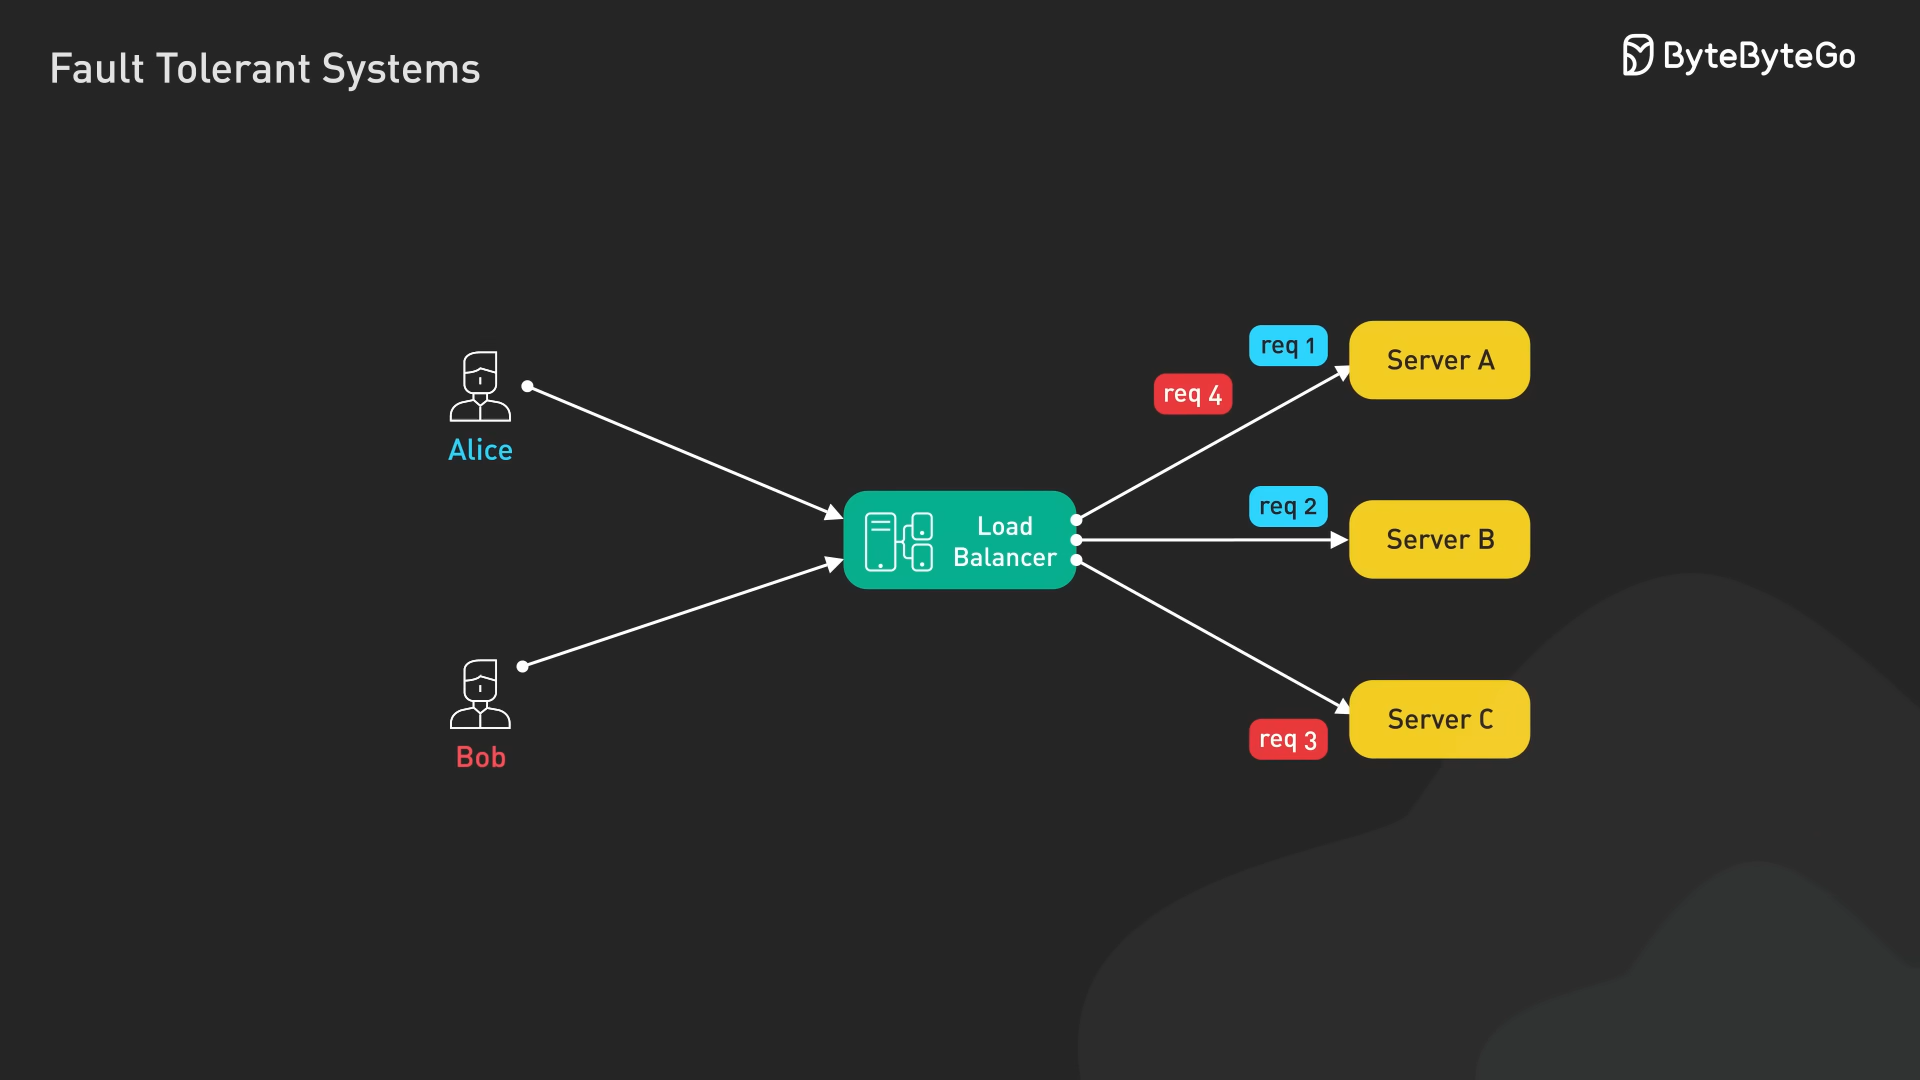 Fault Tolerant Systems
ByteByteGo
req 1
Server A
req 4
Alice
req 2
Load
Balancer
Server B
Server C
req 3
Bob